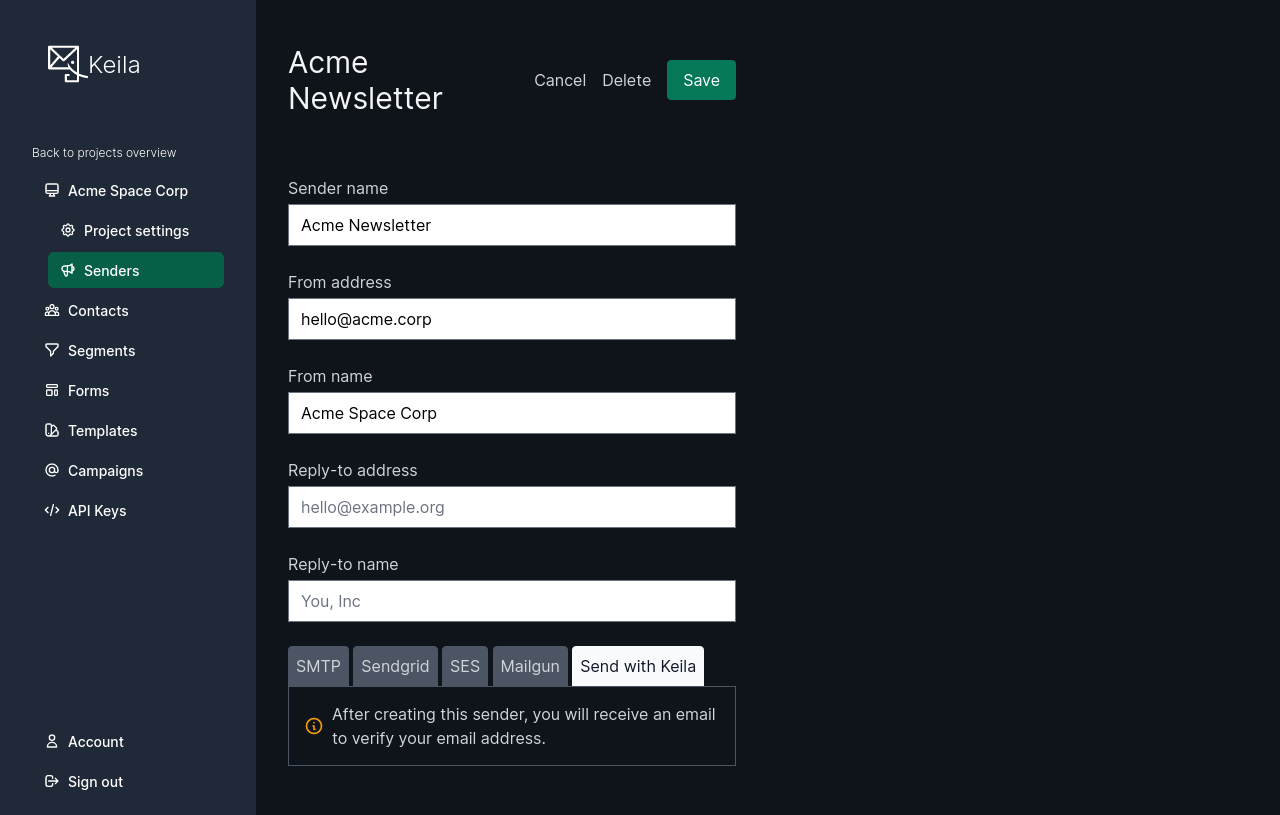 Keila
Back to projects overview
Acme Space Corp
Project settings
Senders
Contacts
Segments
Forms
Templates
Campaigns
API Keys
Account
Sign out
Acme
Newsletter
Cancel
Delete
Save
Sender name
Acme Newsletter
From address
hello@acme.corp
From name
Acme Space Corp
Reply-to address
hello@example.org
Reply-to name
You, Inc
SMTP
Sendgrid
SES
Mailgun
Send with Keila
After creating this sender, you will receive an email
to verify your email address.